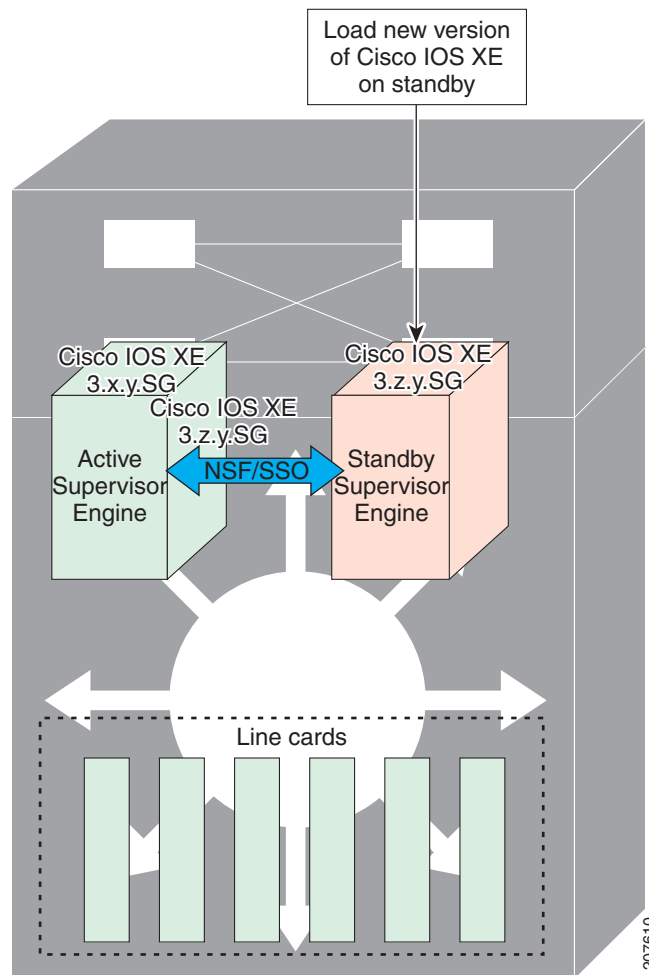 Load new version
of Cisco IOS XE
on standby
Cisco IOS XE
3.x.y.SG
Cisco IOS XE
3.z.y.SG
Cisco IOS XE
3.z.y.SG
Active
Supervisor
Engine
NSF/SSO
Standby
Supervisor
Engine
Line cards
207610